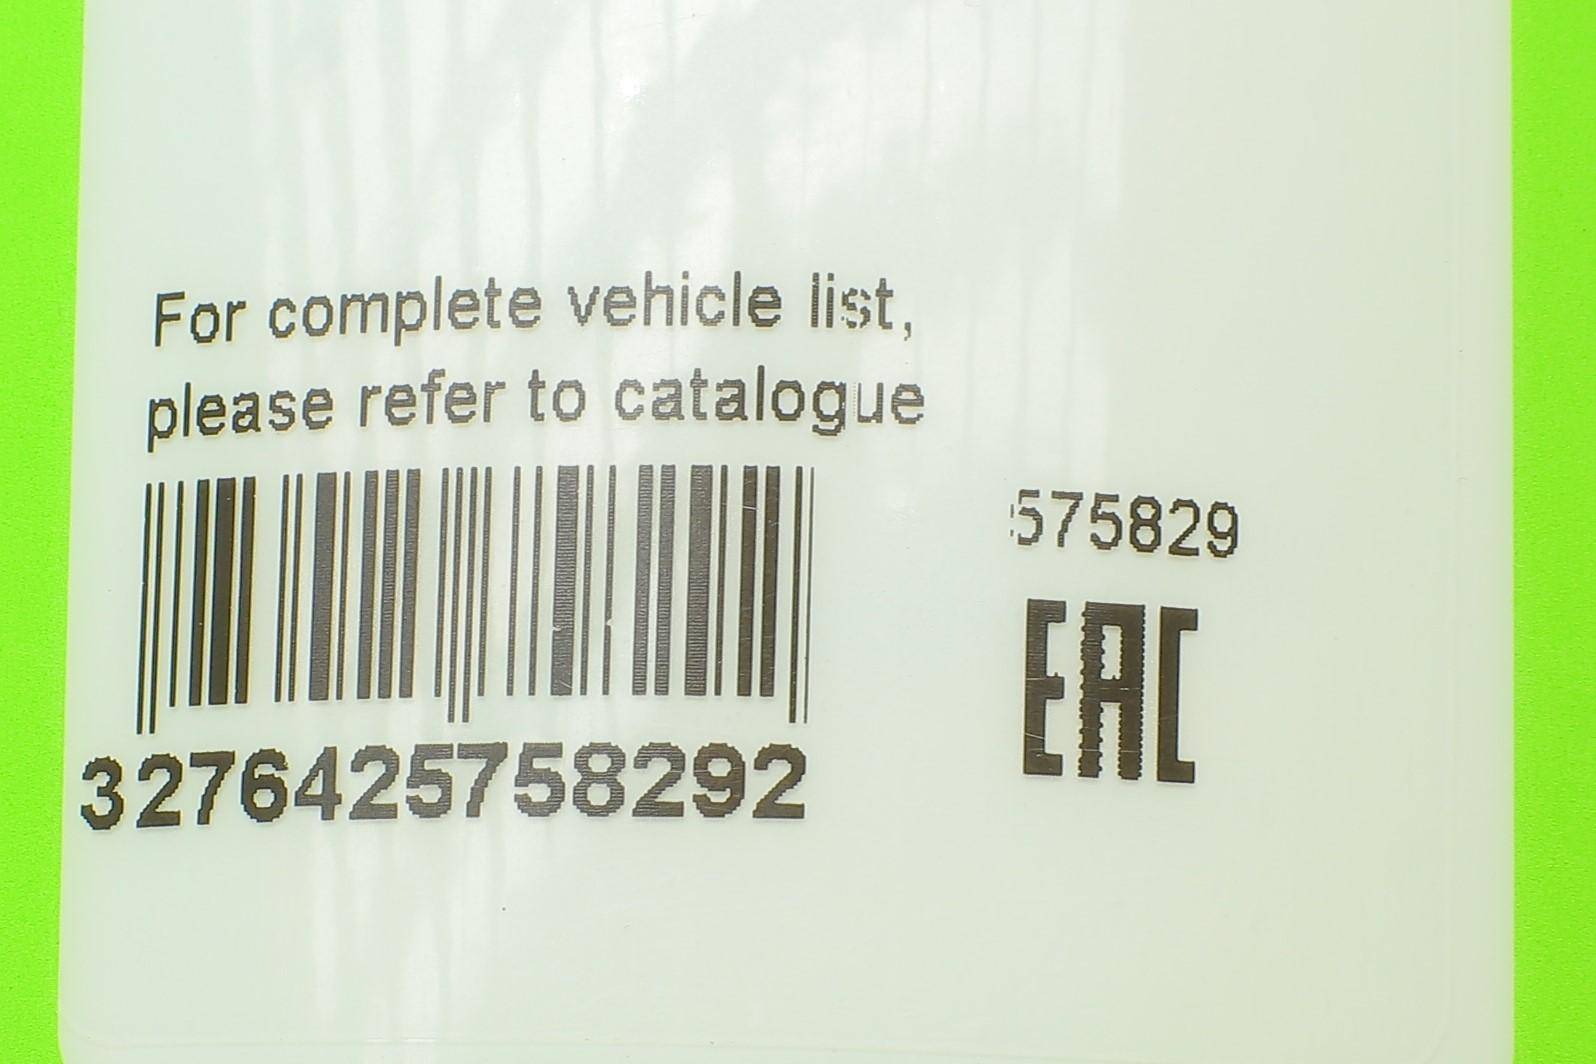 For complete vehicle list,
please refer to catalogue
575829
EAC
3276425758292